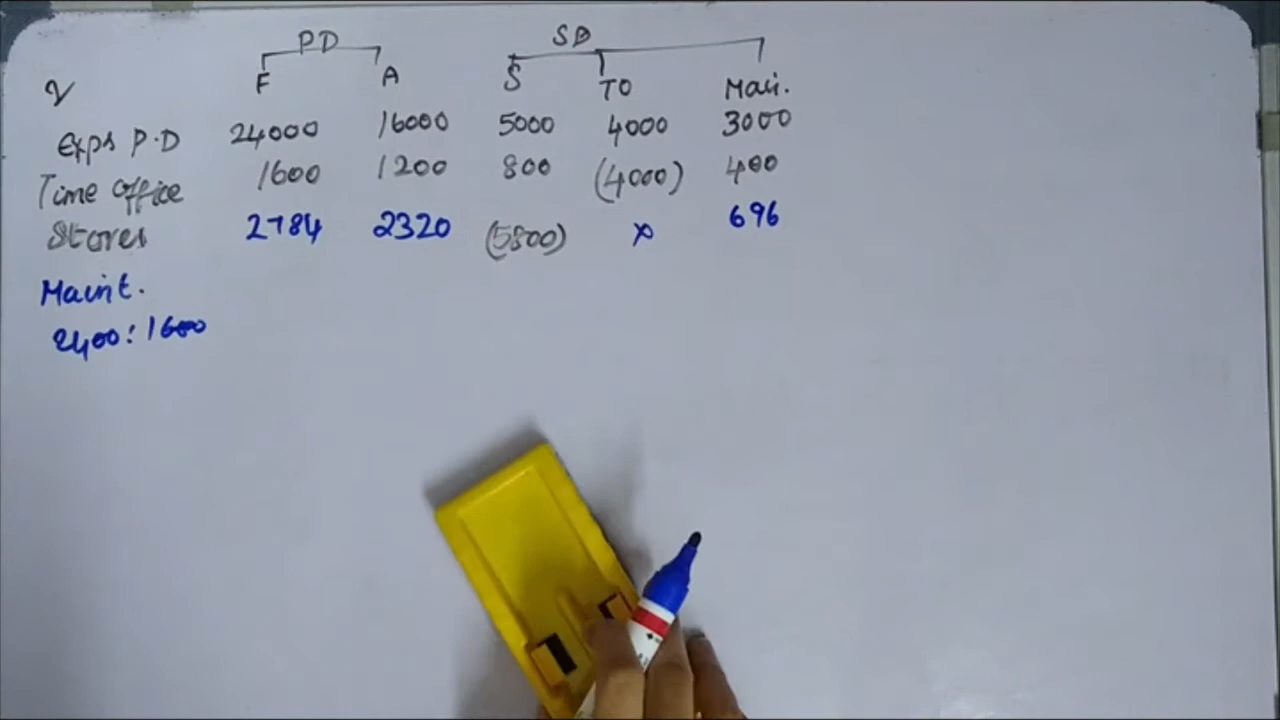 PD SD
F A S TO Mai.
Exps P.D 24000 16000 5000 4000 3000
Time office 1600 1200 800 (4000) 400
Stores 2784 2320 (5800) x 696
Maint.
2400:1600